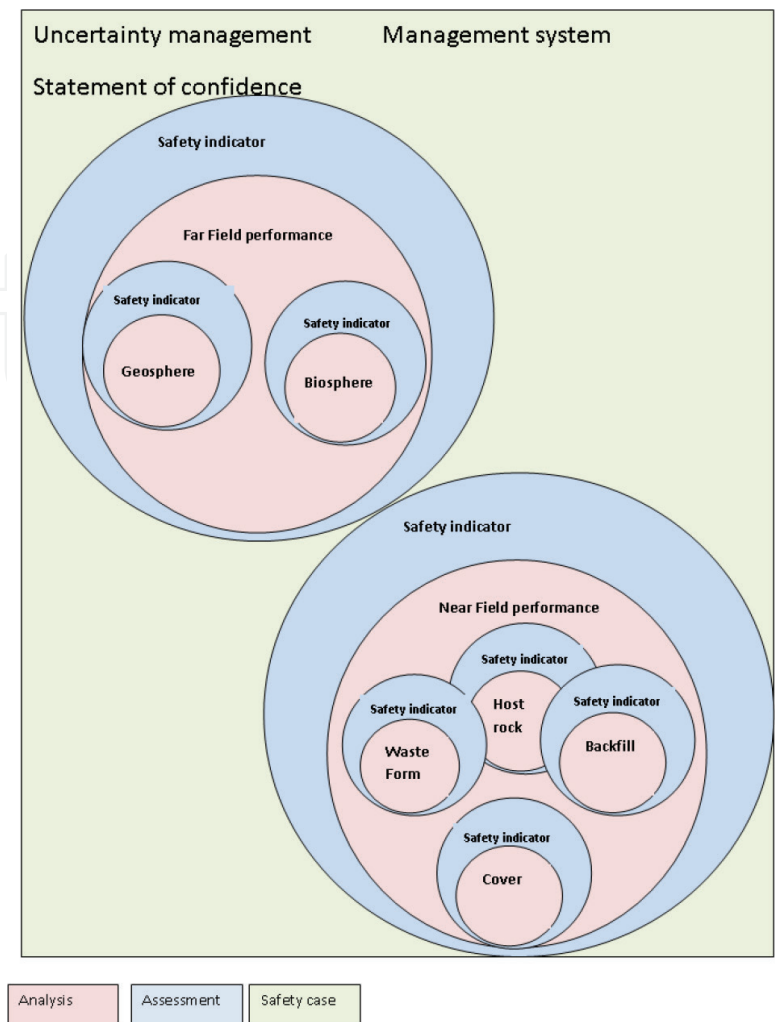 Uncertainty management Management system
Statement of confidence
Safety indicator
Far Field performance
Safety indicator
Geosphere
Safety indicator
Biosphere
Safety indicator
Near Field performance
Safety indicator
Host
rock
Safety indicator
Waste
Form
Safety indicator
Backfill
Safety indicator
Cover
Analysis
Assessment
Safety case